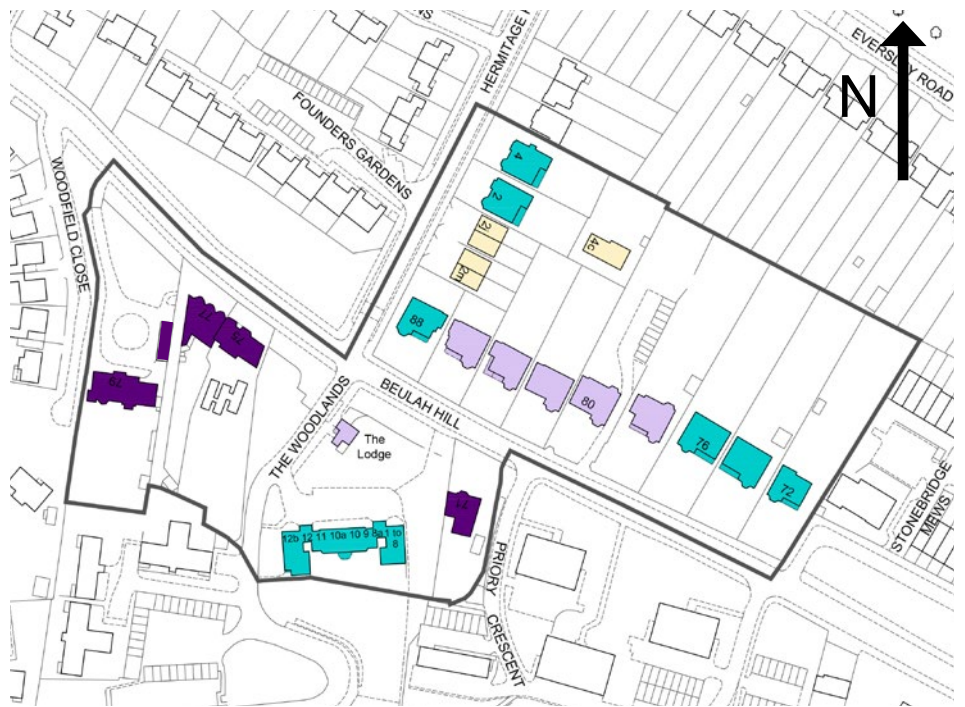 EVERSLEY ROAD
N
HERMITAGE
FOUNDERS GARDENS
WOODFIELD CLOSE
4
2
2j
2m
4c
88
77
75
79
80
BEULAH HILL
THE WOODLANDS
The
Lodge
76
72
71
12b 12 11 10a 10 9 8a 1 to
8
STONEBRIDGE
MEWS
PRIORY
CRESCENT